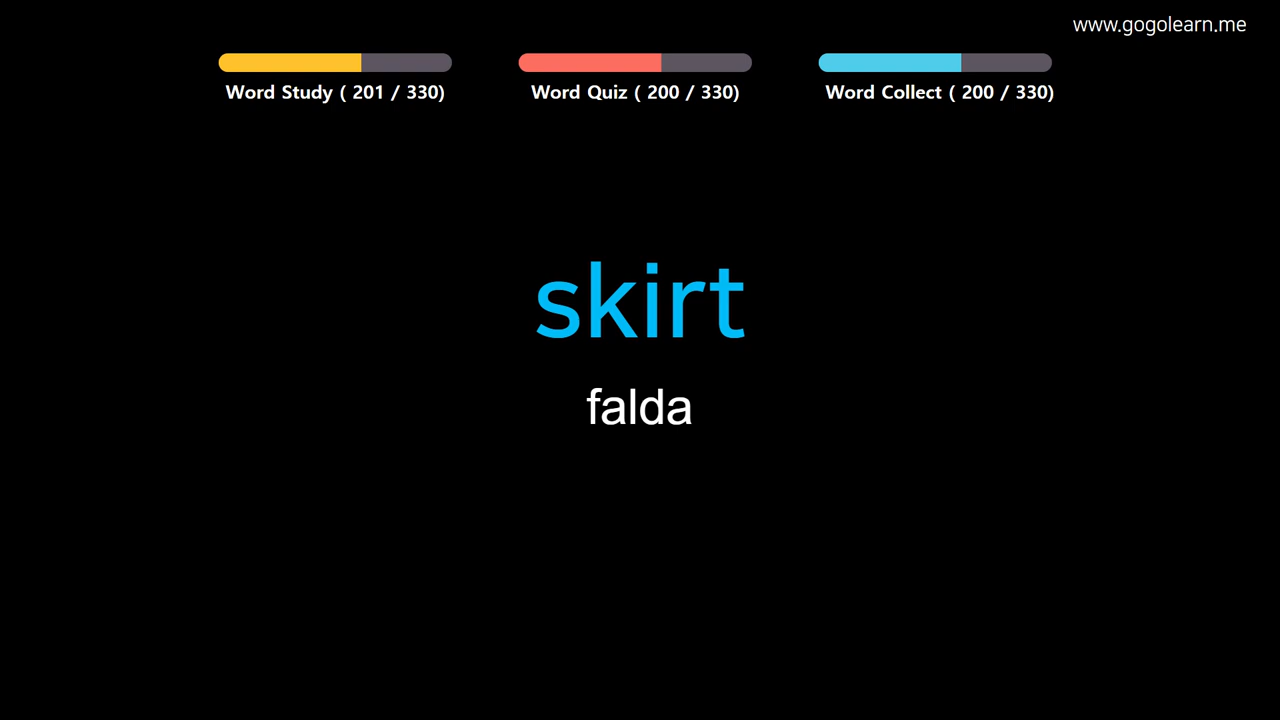 www.gogolearn.me
Word Study ( 201 / 330)
Word Quiz ( 200 / 330)
Word Collect ( 200 / 330)
skirt
falda